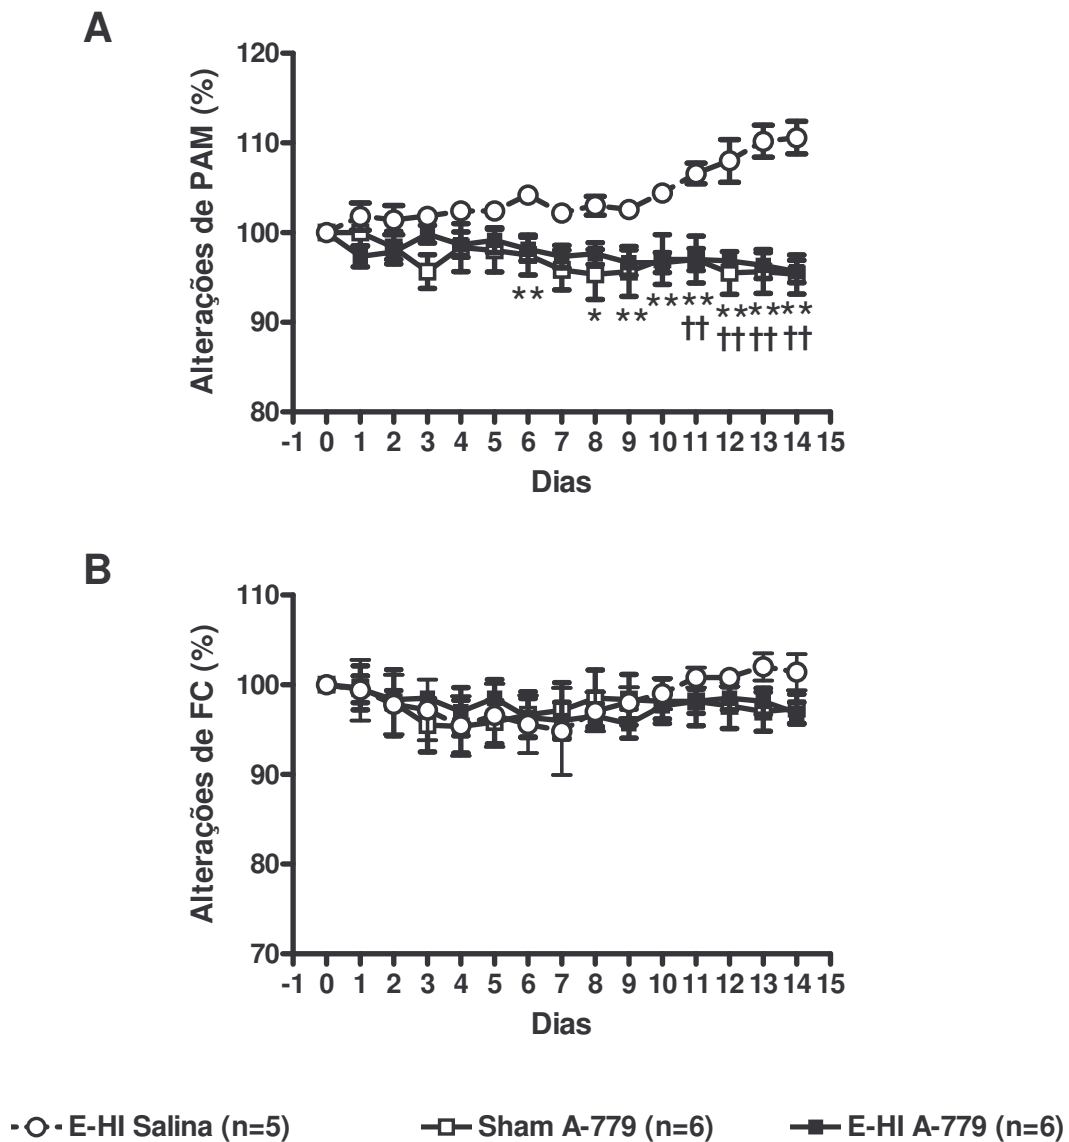 A
120
110
100
90
80
Alterações de PAM (%)
** * ** ** ** ** ** **
†† †† †† ††
-1 0 1 2 3 4 5 6 7 8 9 10 11 12 13 14 15
Dias
B
110
100
90
80
70
Alterações de FC (%)
-1 0 1 2 3 4 5 6 7 8 9 10 11 12 13 14 15
Dias
E-HI Salina (n=5) Sham A-779 (n=6) E-HI A-779 (n=6)